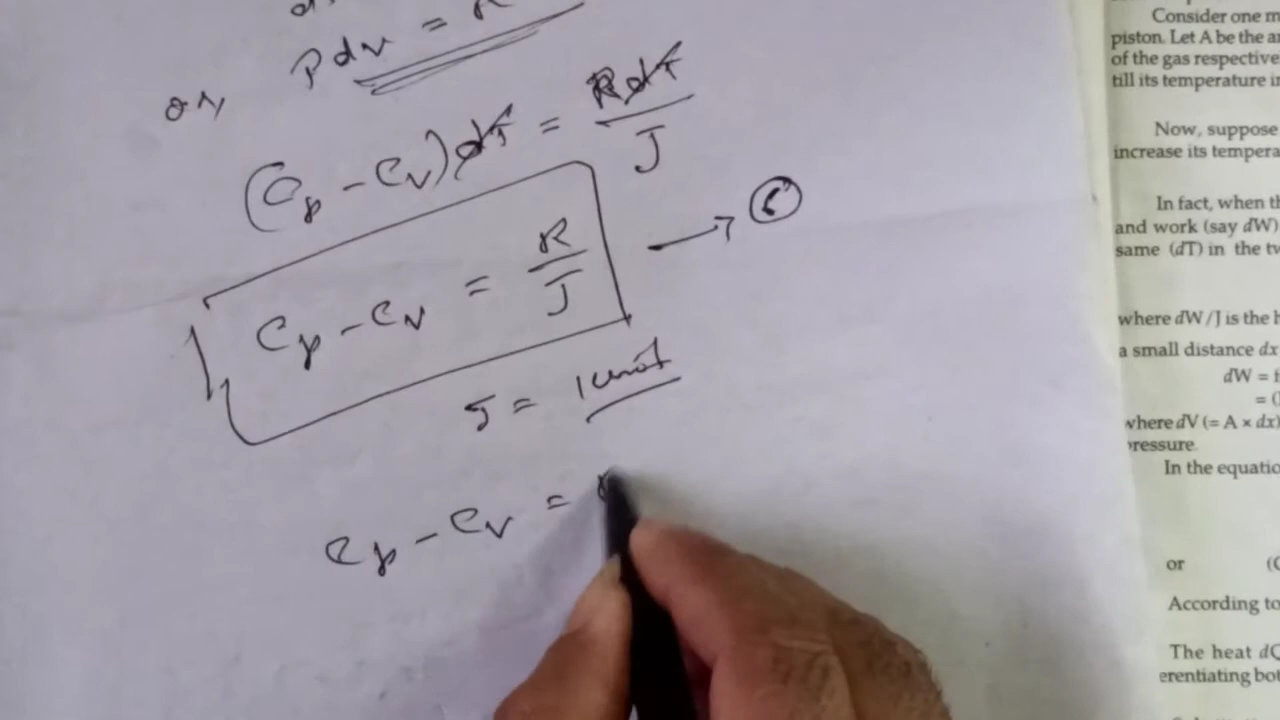 P dv =
or,
(Cp - Cv) dT = RdT / J
Cp - Cv = R / J → 6
J = 1 unit
Cp - Cv =
Consider one m
piston. Let A be the a
of the gas respective
till its temperature i
Now, suppose
increase its tempera
In fact, when t
and work (say dW)
same (dT) in the tw
where dW/J is the h
a small distance dx
dW = f
= (
where dV (= A × dx)
pressure.
In the equatio
or (C
According to
The heat dQ
erentiating bot